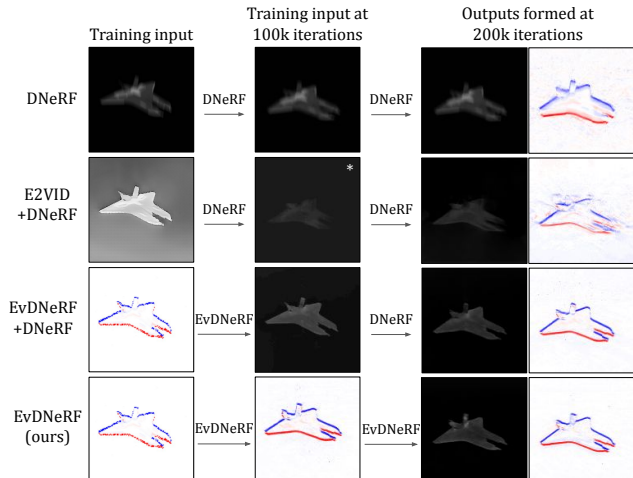 Training input
Training input at
100k iterations
Outputs formed at
200k iterations
DNeRF
DNeRF
DNeRF
E2VID
+DNeRF
DNeRF
*
DNeRF
EvDNeRF
+DNeRF
EvDNeRF
DNeRF
EvDNeRF
(ours)
EvDNeRF
EvDNeRF